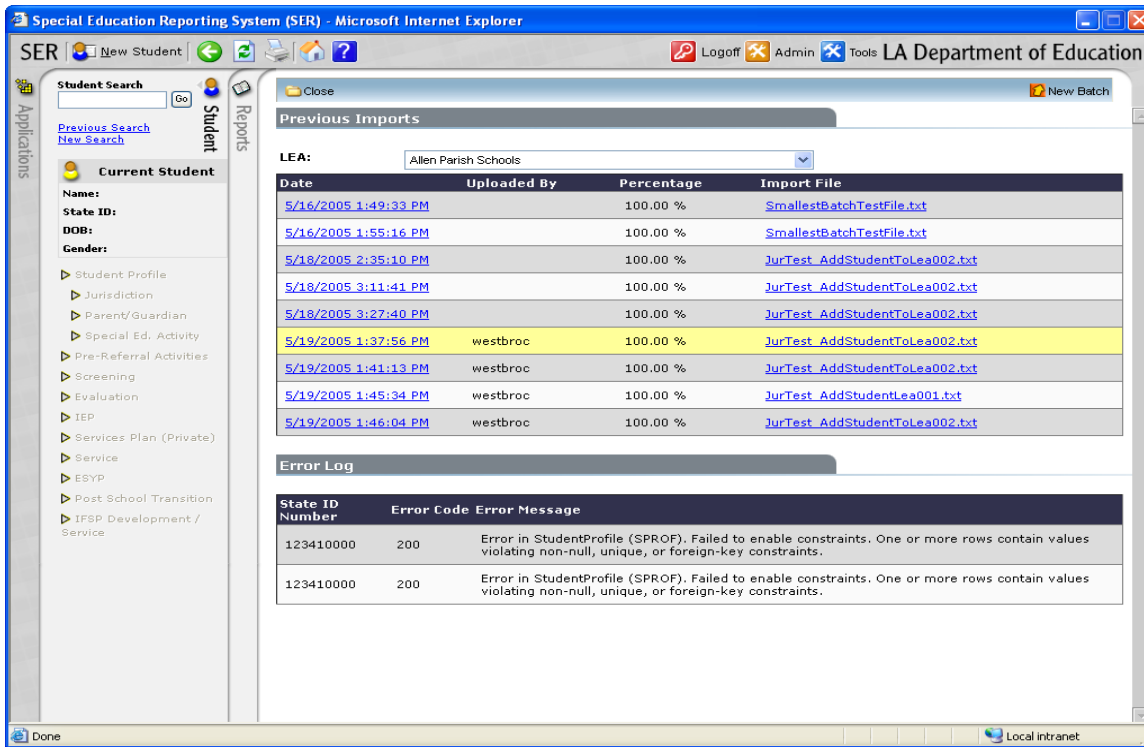 Special Education Reporting System (SER) - Microsoft Internet Explorer
SER New Student ? Logoff Admin Tools LA Department of Education
Applications
Student Search
Go
Previous Search
New Search
Student
Reports
Current Student
Name:
State ID:
DOB:
Gender:
Student Profile
Jurisdiction
Parent/Guardian
Special Ed. Activity
Pre-Referral Activities
Screening
Evaluation
IEP
Services Plan (Private)
Service
ESYP
Post School Transition
IFSP Development /
Service
Close New Batch
Previous Imports
LEA: Allen Parish Schools
Date Uploaded By Percentage Import File
5/16/2005 1:49:33 PM 100.00 % SmallestBatchTestFile.txt
5/16/2005 1:55:16 PM 100.00 % SmallestBatchTestFile.txt
5/18/2005 2:35:10 PM 100.00 % JurTest_AddStudentToLea002.txt
5/18/2005 3:11:41 PM 100.00 % JurTest_AddStudentToLea002.txt
5/18/2005 3:27:40 PM 100.00 % JurTest_AddStudentToLea002.txt
5/19/2005 1:37:56 PM westbroc 100.00 % JurTest_AddStudentToLea002.txt
5/19/2005 1:41:13 PM westbroc 100.00 % JurTest_AddStudentToLea002.txt
5/19/2005 1:45:34 PM westbroc 100.00 % JurTest_AddStudentLea001.txt
5/19/2005 1:46:04 PM westbroc 100.00 % JurTest_AddStudentToLea002.txt
Error Log
State ID
Number Error Code Error Message
123410000 200 Error in StudentProfile (SPROF). Failed to enable constraints. One or more rows contain values
violating non-null, unique, or foreign-key constraints.
123410000 200 Error in StudentProfile (SPROF). Failed to enable constraints. One or more rows contain values
violating non-null, unique, or foreign-key constraints.
Done Local intranet